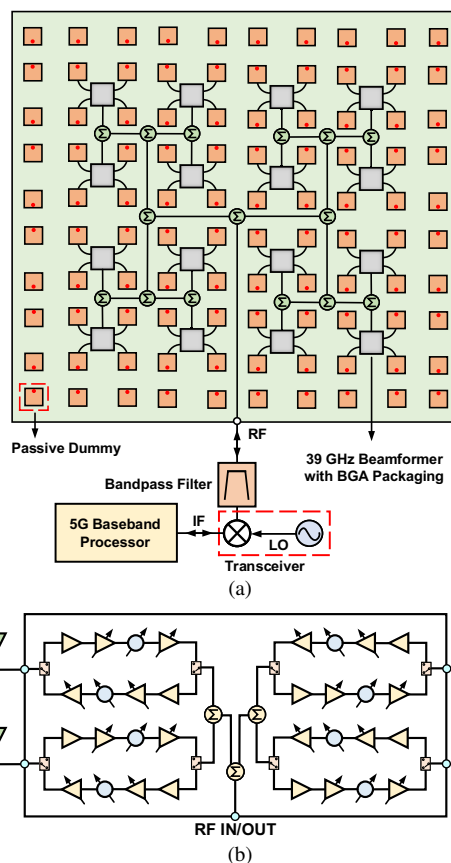 Σ Σ Σ Σ Σ Σ
Σ Σ Σ
Σ Σ Σ Σ Σ Σ
RF
Passive Dummy
39 GHz Beamformer
with BGA Packaging
Bandpass Filter
5G Baseband
Processor
IF
LO
Transceiver
(a)
Σ Σ
Σ
RF IN/OUT
(b)